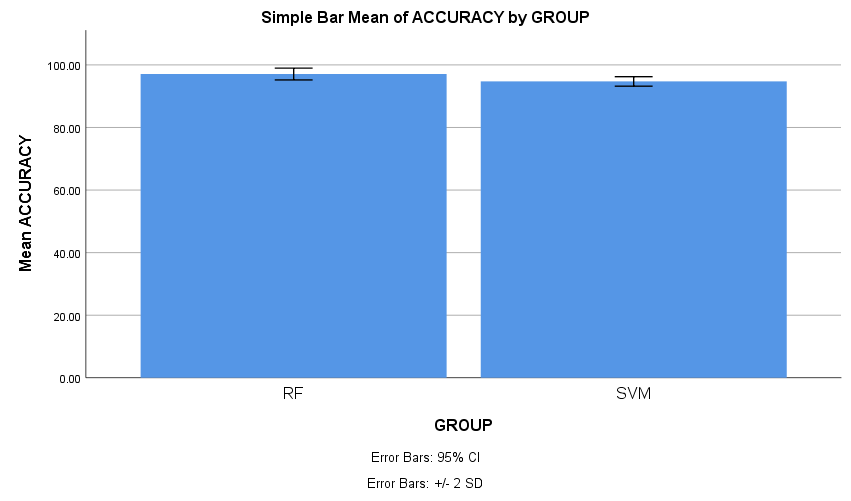 Simple Bar Mean of ACCURACY by GROUP
Mean ACCURACY
100.00
80.00
60.00
40.00
20.00
0.00
RF SVM
GROUP
Error Bars: 95% CI
Error Bars: +/- 2 SD